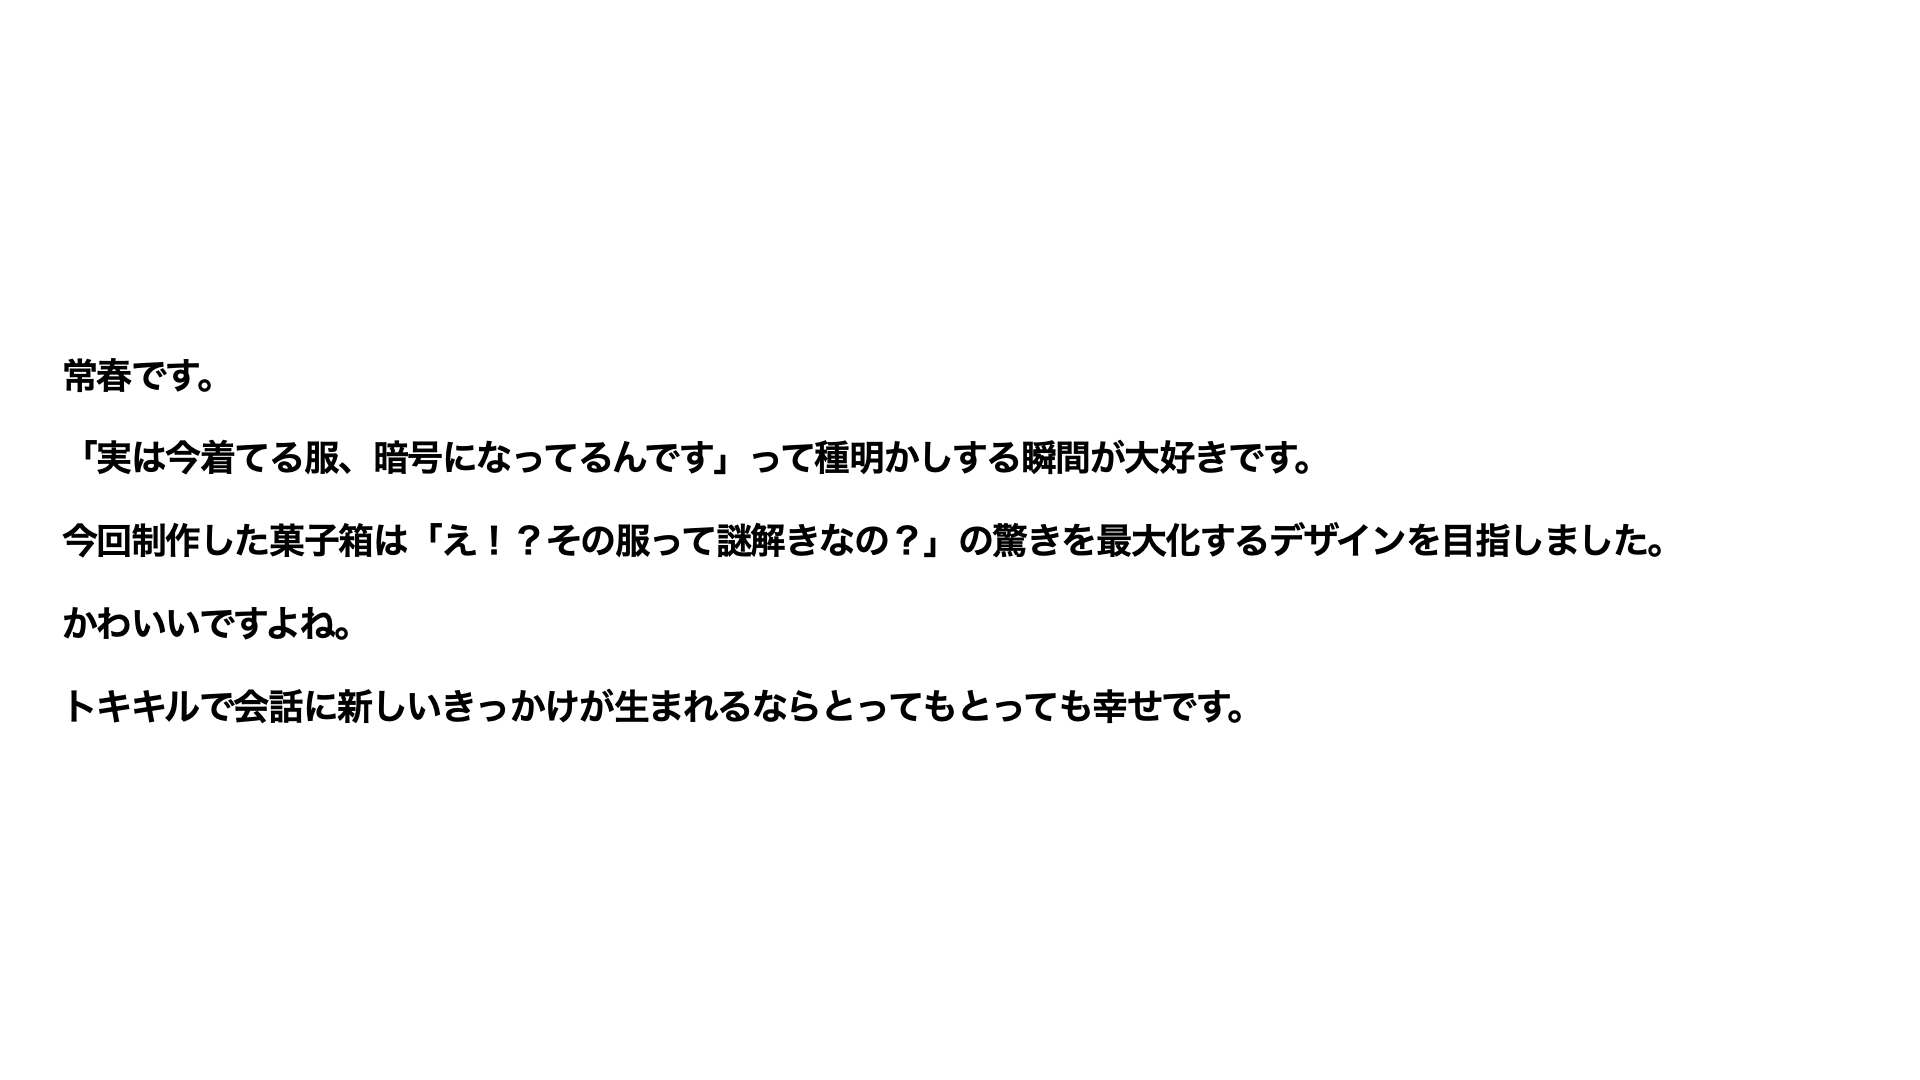 常春です。
「実は今着てる服、暗号になってるんです」って種明かしする瞬間が大好きです。
今回制作した菓子箱は「え！？その服って謎解きなの？」の驚きを最大化するデザインを目指しました。
かわいいですよね。
トキキルで会話に新しいきっかけが生まれるならとってもとっても幸せです。